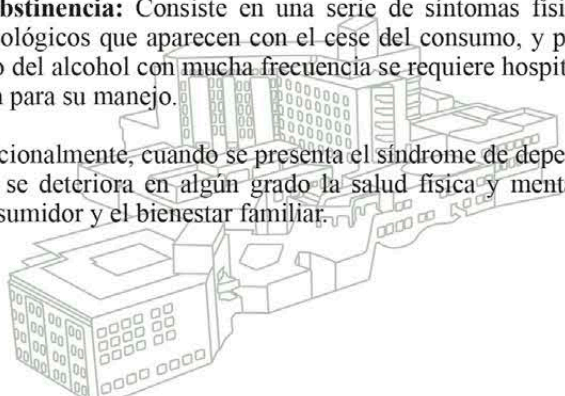 bstinencia: Consiste en una serie de síntomas físi
ológicos que aparecen con el cese del consumo, y p
o del alcohol con mucha frecuencia se requiere hospit
n para su manejo.
cionalmente, cuando se presenta el síndrome de depe
se deteriora en algún grado la salud física y ment
sumidor y el bienestar familiar.